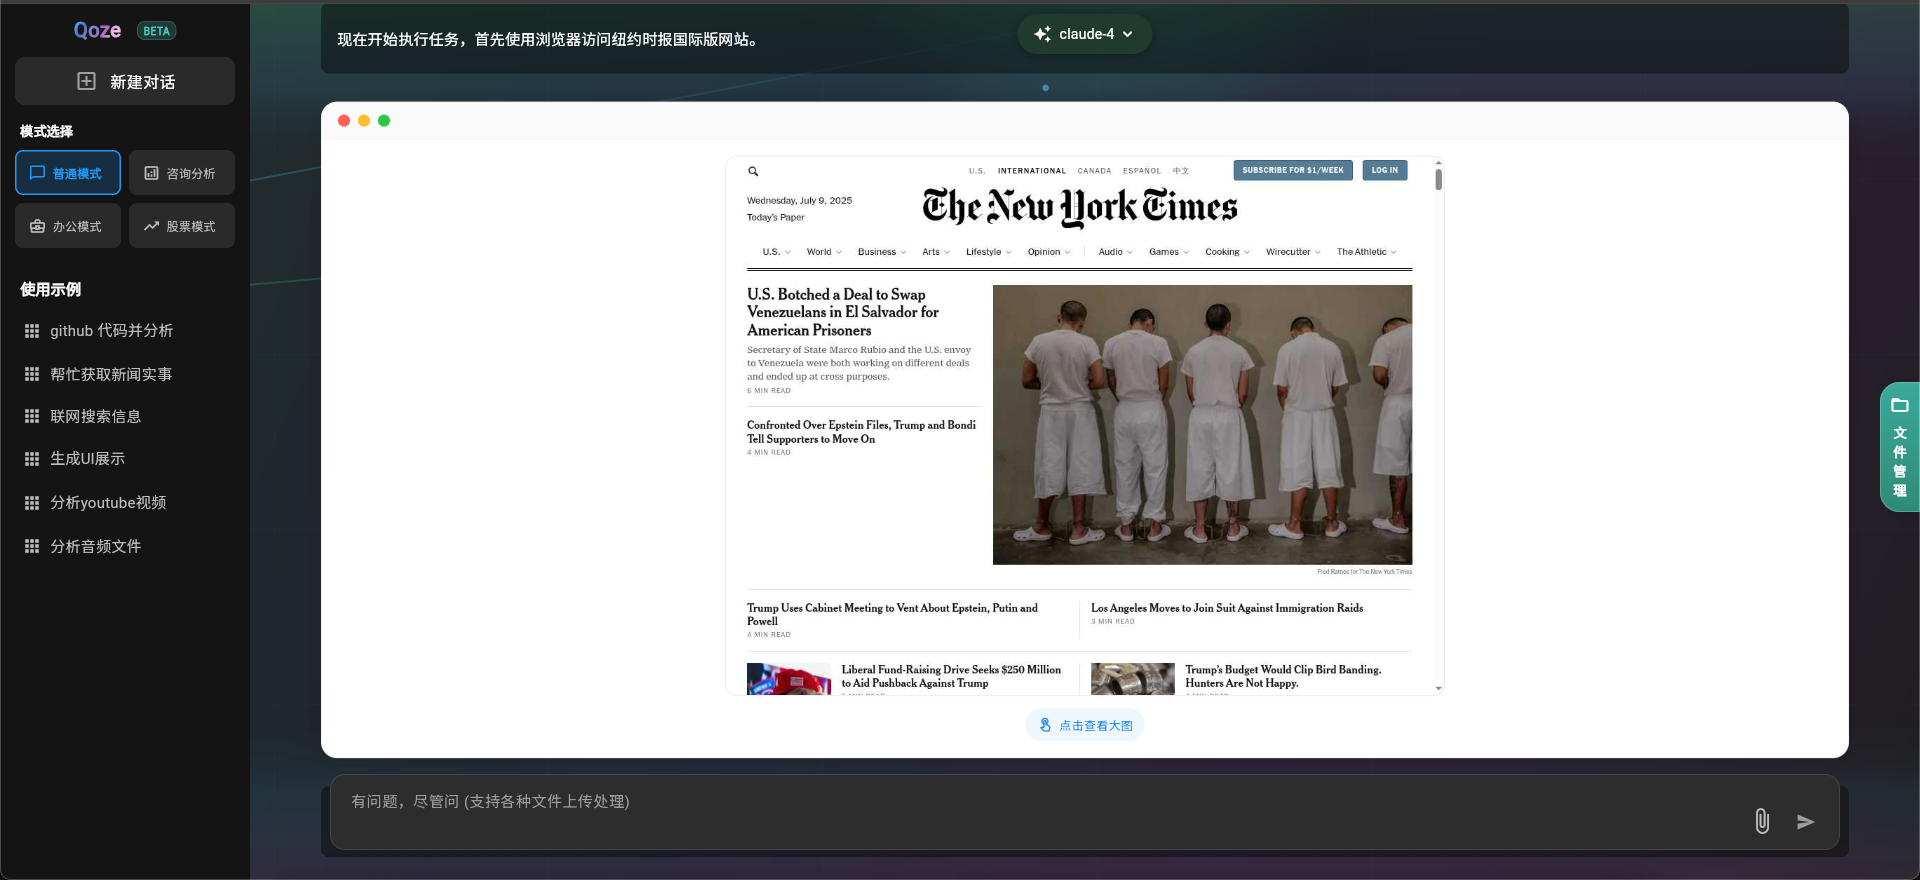 Qoze
BETA
新建对话
模式选择
普通模式
咨询分析
办公模式
股票模式
使用示例
github 代码并分析
帮忙获取新闻实事
联网搜索信息
生成UI展示
分析youtube视频
分析音频文件
现在开始执行任务，首先使用浏览器访问纽约时报国际版网站。
claude-4
U.S. INTERNATIONAL CANADA ESPAÑOL 中文
SUBSCRIBE FOR $1/WEEK
LOG IN
Wednesday, July 9, 2025
Today's Paper
The New York Times
U.S. World Business Arts Lifestyle Opinion Audio Games Cooking Wirecutter The Athletic
U.S. Botched a Deal to Swap
Venezuelans in El Salvador for
American Prisoners
Secretary of State Marco Rubio and the U.S. envoy
to Venezuela were both working on different deals
and ended up at cross purposes.
6 MIN READ
Confronted Over Epstein Files, Trump and Bondi
Tell Supporters to Move On
4 MIN READ
Fred Ramos for The New York Times
Trump Uses Cabinet Meeting to Vent About Epstein, Putin and
Powell
4 MIN READ
Los Angeles Moves to Join Suit Against Immigration Raids
3 MIN READ
Liberal Fund-Raising Drive Seeks $250 Million
to Aid Pushback Against Trump
Trump's Budget Would Clip Bird Banding.
Hunters Are Not Happy.
点击查看大图
有问题，尽管问 (支持各种文件上传处理)
文件管理